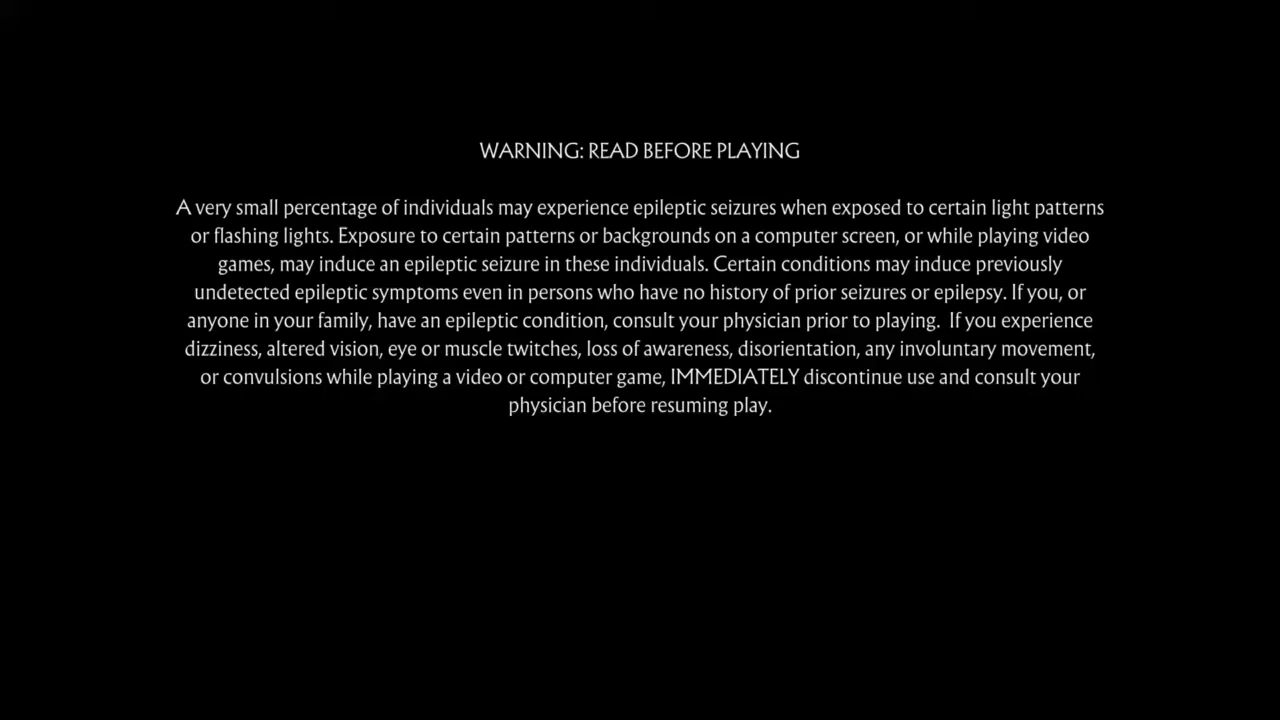 WARNING: READ BEFORE PLAYING
A very small percentage of individuals may experience epileptic seizures when exposed to certain light patterns
or flashing lights. Exposure to certain patterns or backgrounds on a computer screen, or while playing video
games, may induce an epileptic seizure in these individuals. Certain conditions may induce previously
undetected epileptic symptoms even in persons who have no history of prior seizures or epilepsy. If you, or
anyone in your family, have an epileptic condition, consult your physician prior to playing.  If you experience
dizziness, altered vision, eye or muscle twitches, loss of awareness, disorientation, any involuntary movement,
or convulsions while playing a video or computer game, IMMEDIATELY discontinue use and consult your
physician before resuming play.